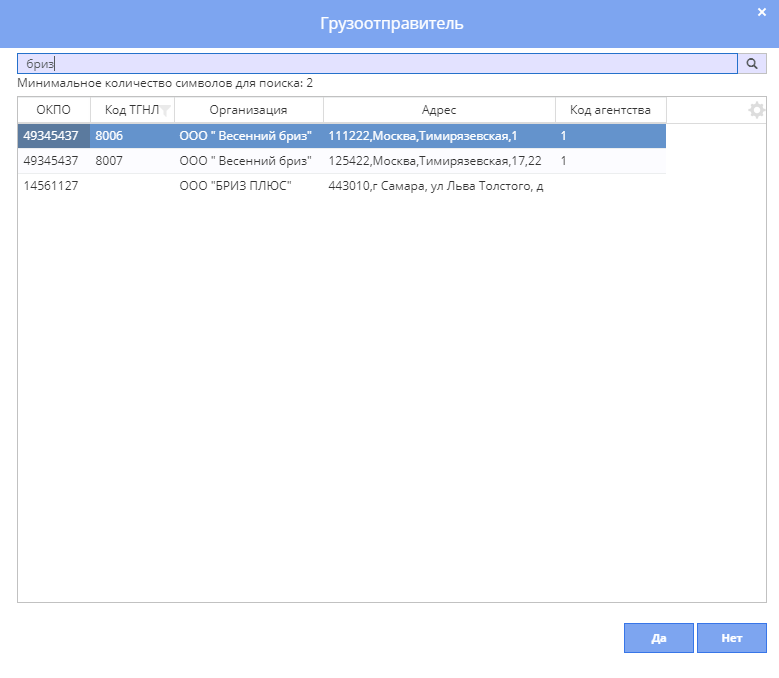 Грузоотправитель
бриз
Минимальное количество символов для поиска: 2
ОКПО Код ТГНЛ Организация Адрес Код агентства
49345437 8006 ООО " Весенний бриз" 111222,Москва,Тимирязевская,1 1
49345437 8007 ООО " Весенний бриз" 125422,Москва,Тимирязевская,17,22 1
14561127 ООО "БРИЗ ПЛЮС" 443010,г Самара, ул Льва Толстого, д
Да Нет